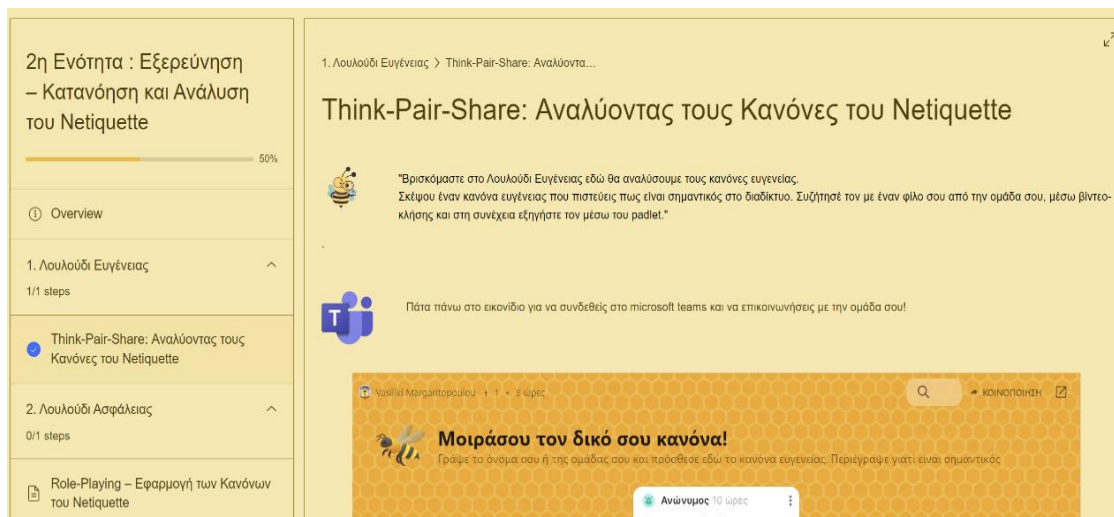 2η Ενότητα : Εξερεύνηση
– Κατανόηση και Ανάλυση
του Netiquette
50%
Overview
1. Λουλούδι Ευγένειας
1/1 steps
Think-Pair-Share: Αναλύοντας τους
Κανόνες του Netiquette
2. Λουλούδι Ασφάλειας
0/1 steps
Role-Playing – Εφαρμογή των Κανόνων
του Netiquette
1. Λουλούδι Ευγένειας > Think-Pair-Share: Αναλύοντα...
Think-Pair-Share: Αναλύοντας τους Κανόνες του Netiquette
"Βρισκόμαστε στο Λουλούδι Ευγένειας εδώ θα αναλύσουμε τους κανόνες ευγενείας.
Σκέψου έναν κανόνα ευγένειας που πιστεύεις πως είναι σημαντικός στο διαδίκτυο. Συζήτησέ τον με έναν φίλο σου από την ομάδα σου, μέσω βίντεο-
κλήσης και στη συνέχεια εξηγήστε τον μέσω του padlet."
.
T
Πάτα πάνω στο εικονίδιο για να συνδεθείς στο microsoft teams και να επικοινωνήσεις με την ομάδα σου!
Vasiliki Margaritopoulou + 1 • 8 ώρες
ΚΟΙΝΟΠΟΙΗΣΗ
Μοιράσου τον δικό σου κανόνα!
Γράψε το όνομα σου ή της ομάδας σου και πρόσθεσε εδώ το κανόνα ευγενείας. Περιέγραψε γιατί είναι σημαντικός
Ανώνυμος 10 ώρες